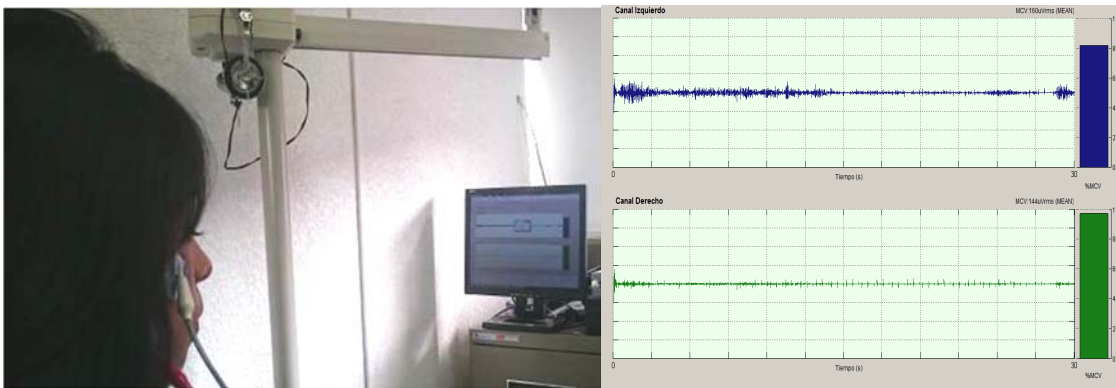 Canal Izquierdo MCV:160uVrms (MEAN)
0 Tiempo (s) 30
%MCV
Canal Derecho MCV:144uVrms (MEAN)
0 Tiempo (s) 30
%MCV